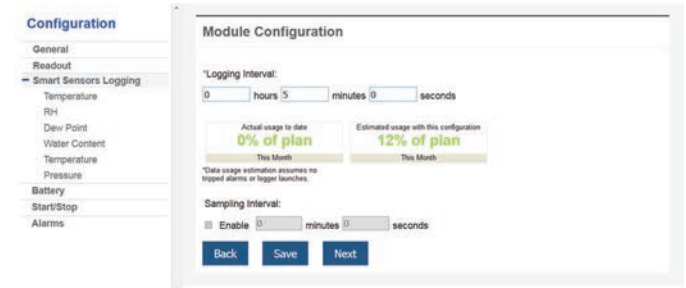 Configuration
General
Readout
Smart Sensors Logging
Temperature
RH
Dew Point
Water Content
Temperature
Pressure
Battery
Start/Stop
Alarms
Module Configuration
*Logging Interval:
0 hours 5 minutes 0 seconds
Actual usage to date
0% of plan
This Month
Estimated usage with this configuration
12% of plan
This Month
*Data usage estimation assumes no
tripped alarms or logger launches.
Sampling Interval:
Enable 0 minutes 0 seconds
Back Save Next